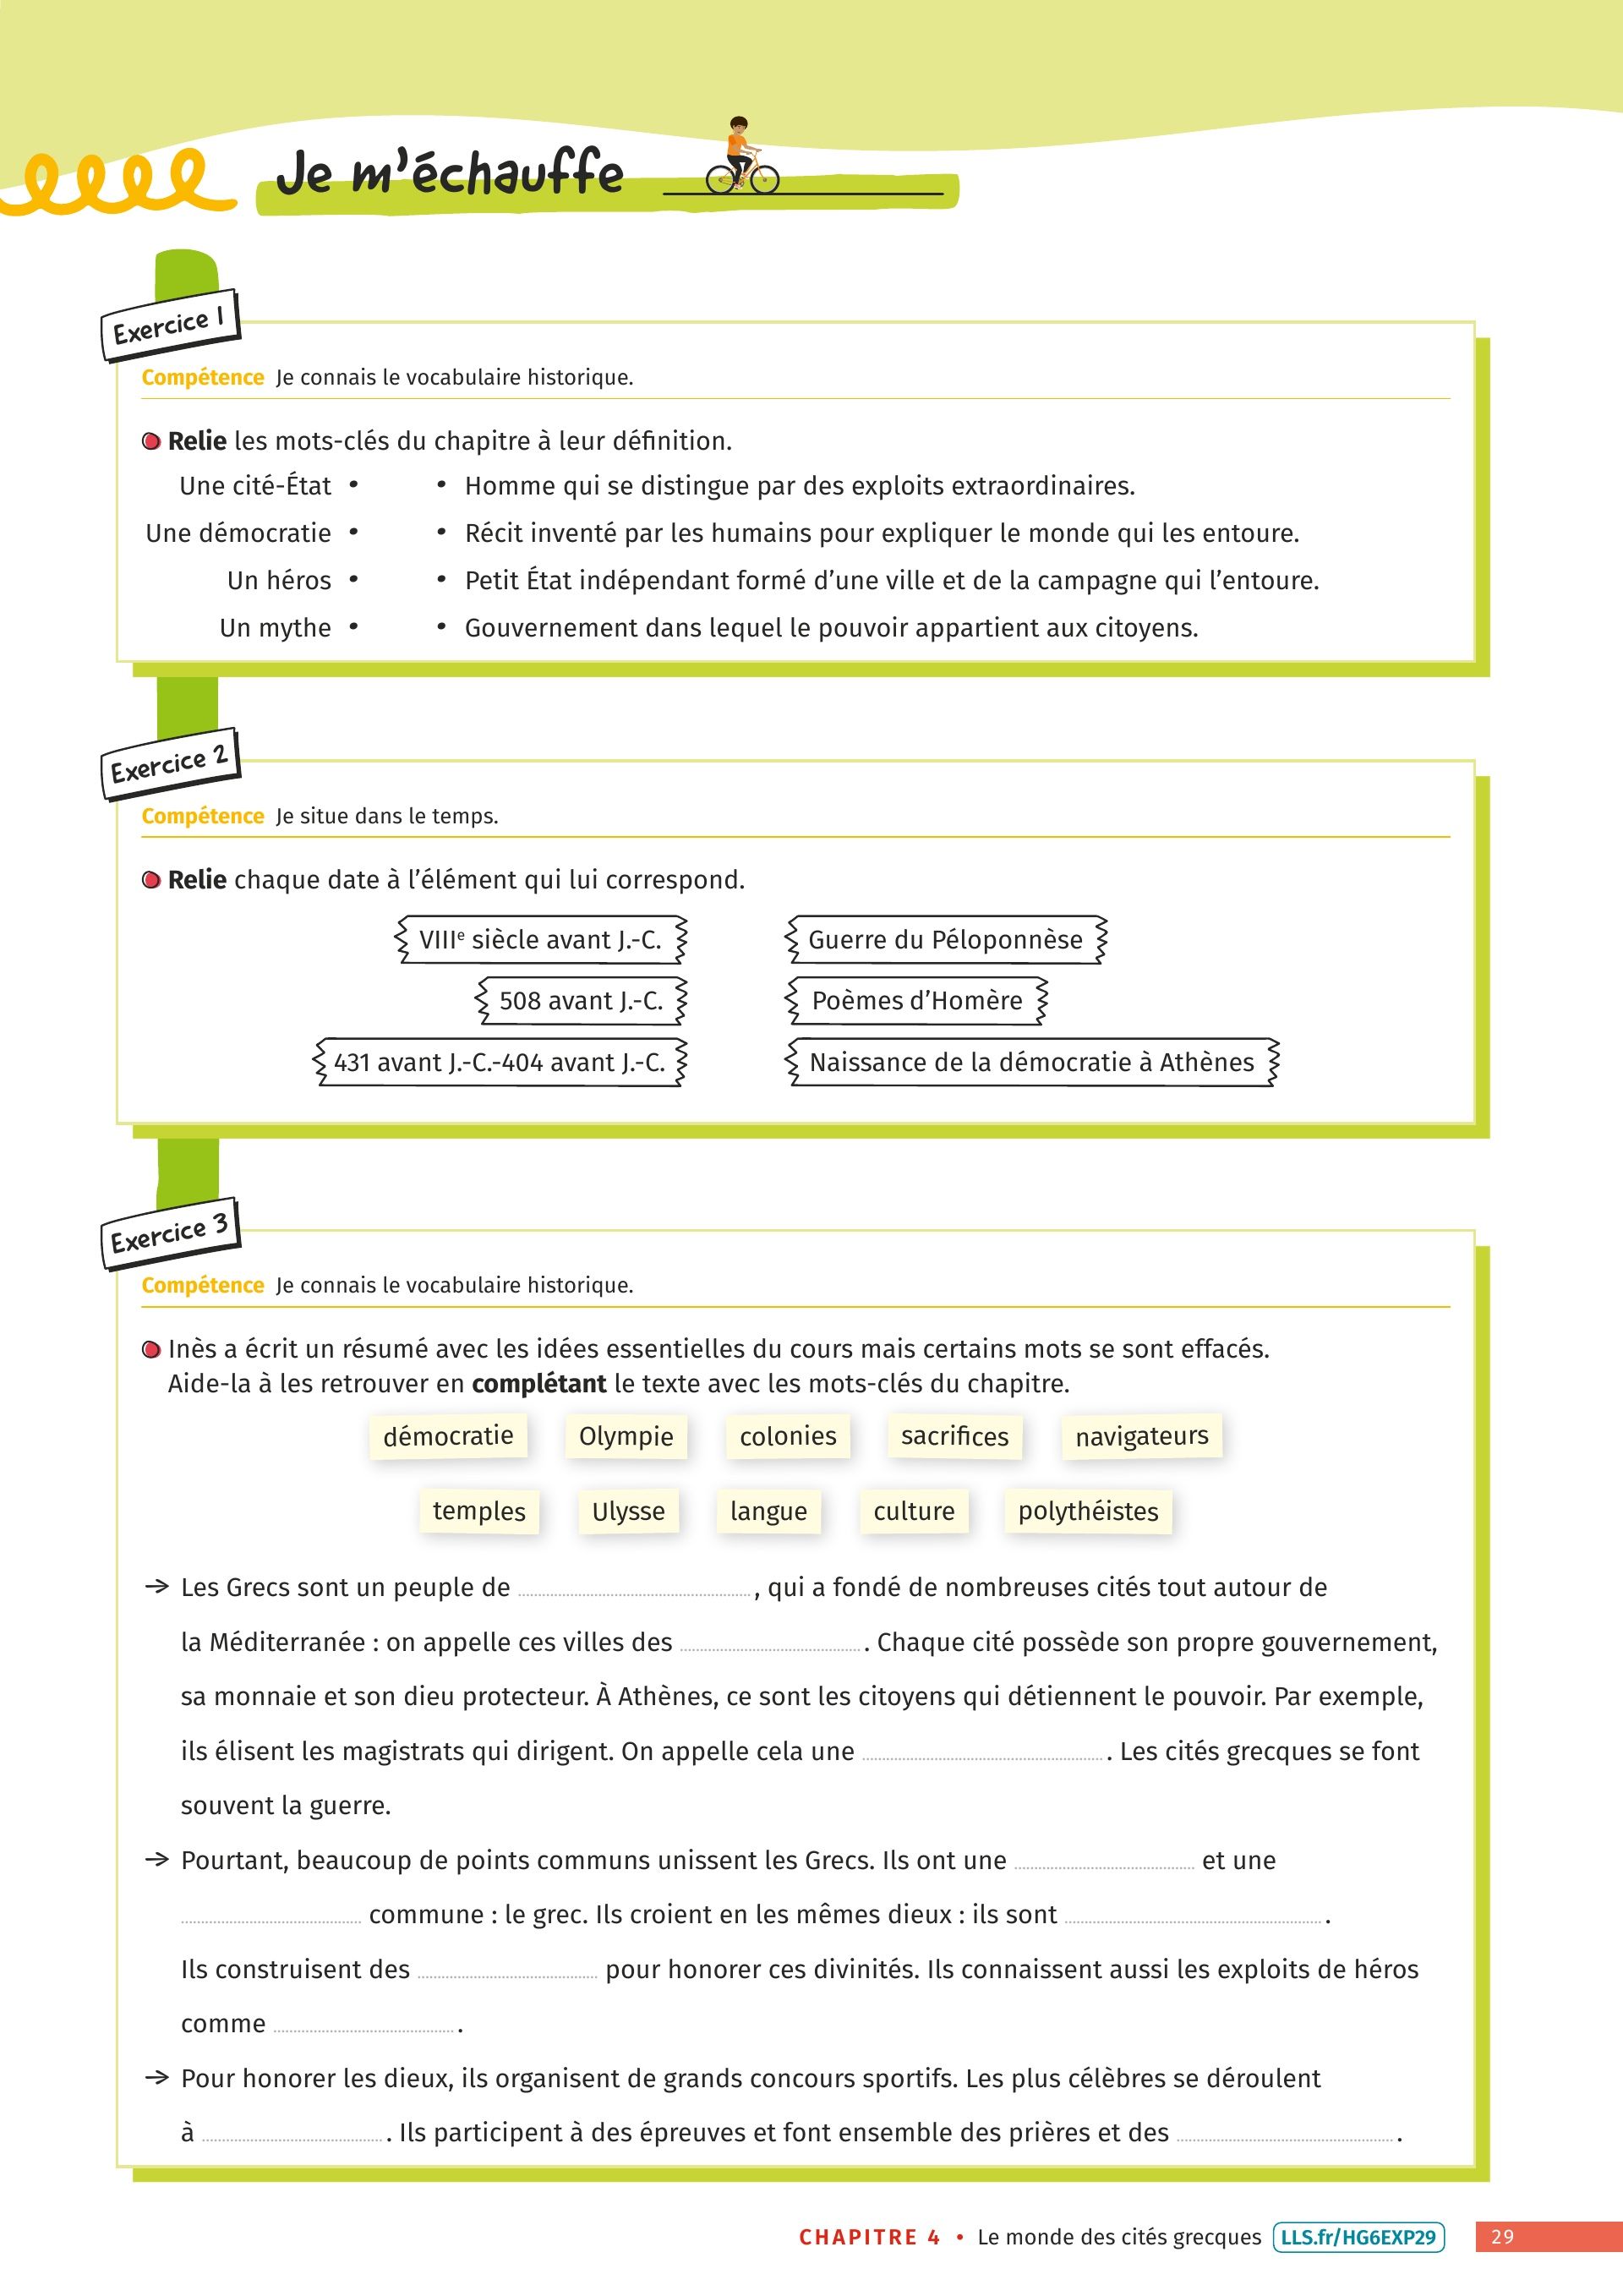 Je m'échauffe
Exercice 1
Compétence Je connais le vocabulaire historique.
Relie les mots-clés du chapitre à leur définition.
Une cité-État • • Homme qui se distingue par des exploits extraordinaires.
Une démocratie • • Récit inventé par les humains pour expliquer le monde qui les entoure.
Un héros • • Petit État indépendant formé d'une ville et de la campagne qui l'entoure.
Un mythe • • Gouvernement dans lequel le pouvoir appartient aux citoyens.
Exercice 2
Compétence Je situe dans le temps.
Relie chaque date à l'élément qui lui correspond.
VIIIe siècle avant J.-C. Guerre du Péloponnèse
508 avant J.-C. Poèmes d'Homère
431 avant J.-C.-404 avant J.-C. Naissance de la démocratie à Athènes
Exercice 3
Compétence Je connais le vocabulaire historique.
Inès a écrit un résumé avec les idées essentielles du cours mais certains mots se sont effacés.
Aide-la à les retrouver en complétant le texte avec les mots-clés du chapitre.
démocratie Olympie colonies sacrifices navigateurs
temples Ulysse langue culture polythéistes
→ Les Grecs sont un peuple de ..............., qui a fondé de nombreuses cités tout autour de
la Méditerranée : on appelle ces villes des ............... . Chaque cité possède son propre gouvernement,
sa monnaie et son dieu protecteur. À Athènes, ce sont les citoyens qui détiennent le pouvoir. Par exemple,
ils élisent les magistrats qui dirigent. On appelle cela une ............... . Les cités grecques se font
souvent la guerre.
→ Pourtant, beaucoup de points communs unissent les Grecs. Ils ont une ............... et une
............... commune : le grec. Ils croient en les mêmes dieux : ils sont ............... .
Ils construisent des ............... pour honorer ces divinités. Ils connaissent aussi les exploits de héros
comme ............... .
→ Pour honorer les dieux, ils organisent de grands concours sportifs. Les plus célèbres se déroulent
à ............... . Ils participent à des épreuves et font ensemble des prières et des ............... .
CHAPITRE 4 • Le monde des cités grecques LLS.fr/HG6EXP29 29